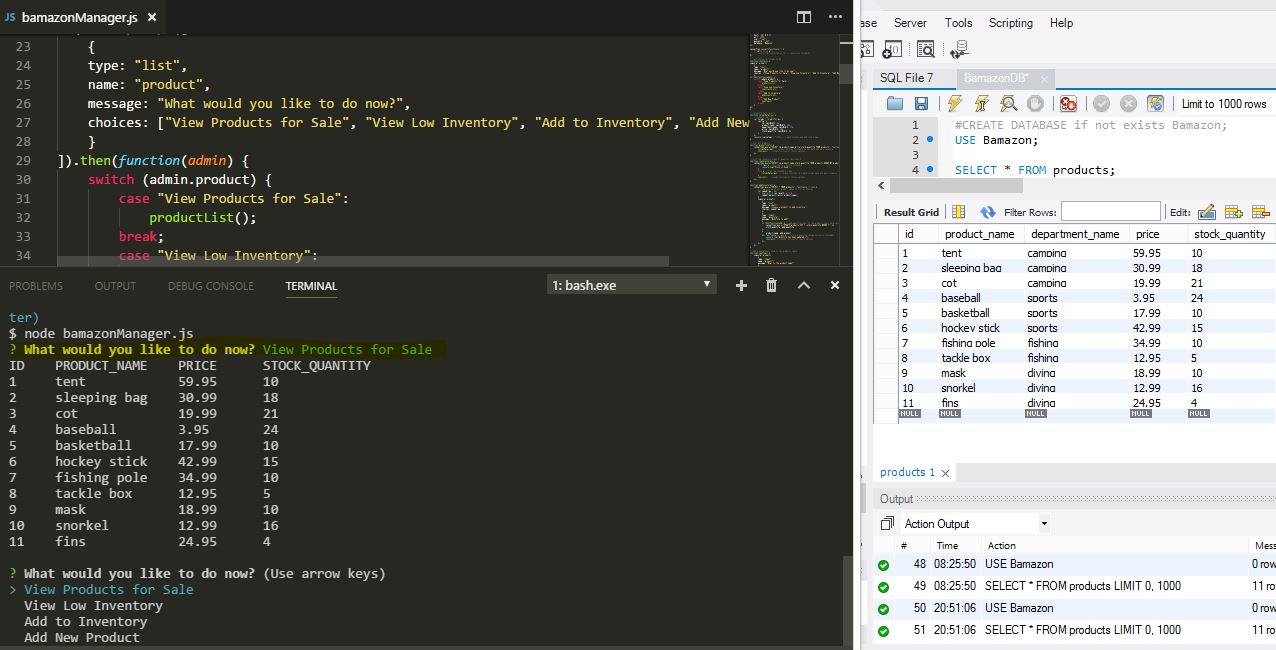 JS bamazonManager.js ×
23 {
24 type: "list",
25 name: "product",
26 message: "What would you like to do now?",
27 choices: ["View Products for Sale", "View Low Inventory", "Add to Inventory", "Add New
28 }
29 ]).then(function(admin) {
30 switch (admin.product) {
31 case "View Products for Sale":
32 productList();
33 break;
34 case "View Low Inventory":
PROBLEMS OUTPUT DEBUG CONSOLE TERMINAL 1: bash.exe
ter)
$ node bamazonManager.js
? What would you like to do now? View Products for Sale
ID PRODUCT_NAME PRICE STOCK_QUANTITY
1 tent 59.95 10
2 sleeping bag 30.99 18
3 cot 19.99 21
4 baseball 3.95 24
5 basketball 17.99 10
6 hockey stick 42.99 15
7 fishing pole 34.99 10
8 tackle box 12.95 5
9 mask 18.99 10
10 snorkel 12.99 16
11 fins 24.95 4
? What would you like to do now? (Use arrow keys)
> View Products for Sale
View Low Inventory
Add to Inventory
Add New Product
ase Server Tools Scripting Help
SQL File 7 BamazonDB* ×
Limit to 1000 rows
1 #CREATE DATABASE if not exists Bamazon;
2 USE Bamazon;
3
4 SELECT * FROM products;
Result Grid Filter Rows: Edit:
id product_name department_name price stock_quantity
1 tent camping 59.95 10
2 sleeping bag camping 30.99 18
3 cot camping 19.99 21
4 baseball sports 3.95 24
5 basketball sports 17.99 10
6 hockey stick sports 42.99 15
7 fishing pole fishing 34.99 10
8 tackle box fishing 12.95 5
9 mask diving 18.99 10
10 snorkel diving 12.99 16
11 fins diving 24.95 4
NULL NULL NULL NULL NULL
products 1 ×
Output
Action Output
# Time Action Mess
48 08:25:50 USE Bamazon 0 row
49 08:25:50 SELECT * FROM products LIMIT 0, 1000 11 ro
50 20:51:06 USE Bamazon 0 row
51 20:51:06 SELECT * FROM products LIMIT 0, 1000 11 ro